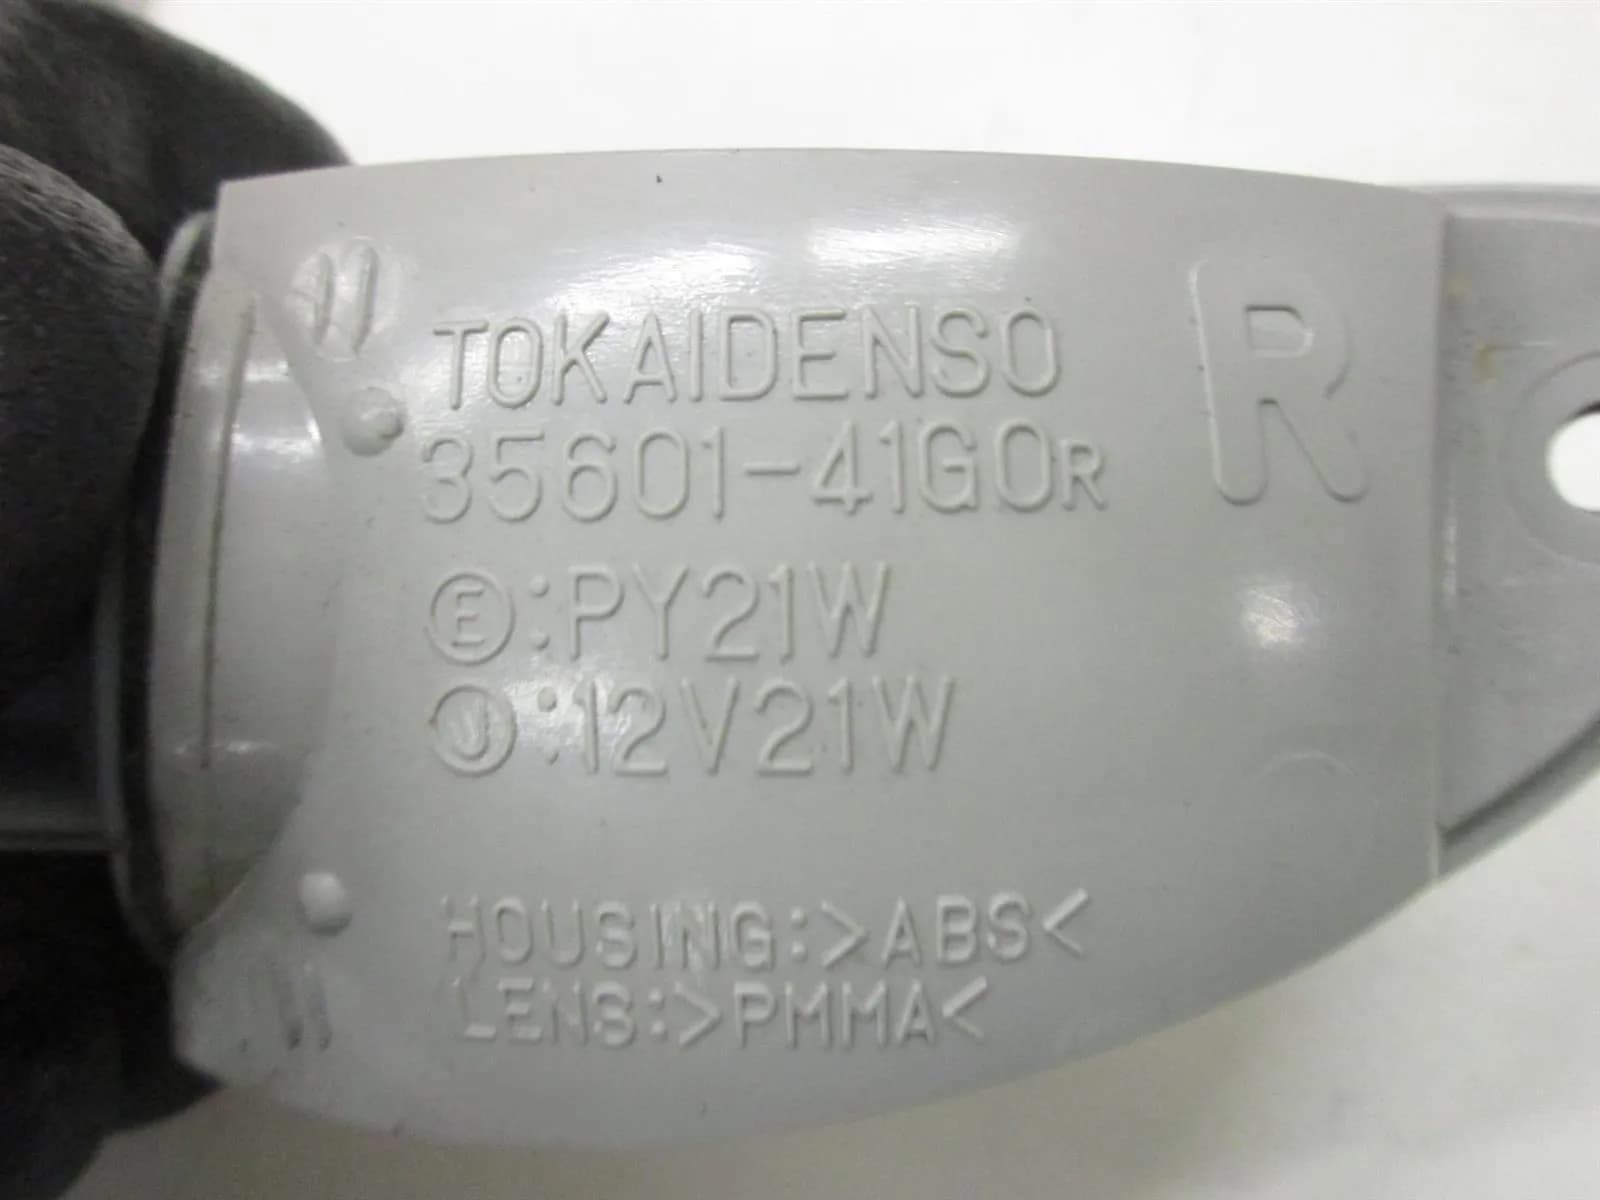 TOKAIDENSO
35601-41G0R
R
Ⓔ:PY21W
Ⓙ:12V21W
HOUSING:>ABS<
LENS:>PMMA<